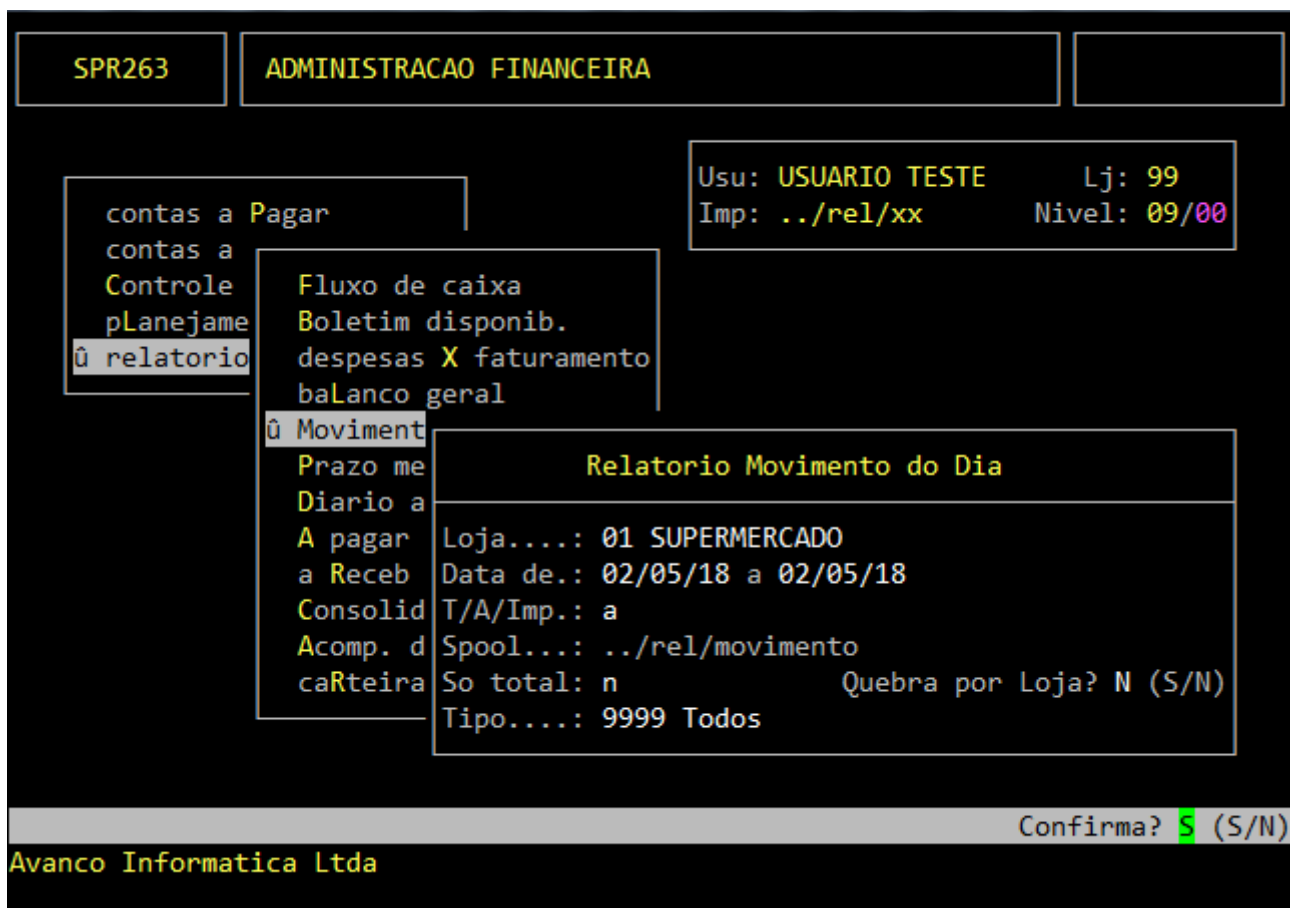 SPR263 ADMINISTRACAO FINANCEIRA
Usu: USUARIO TESTE Lj: 99
Imp: ../rel/xx Nivel: 09/00
contas a Pagar
contas a
Controle
pLanejame
û relatorio
Fluxo de caixa
Boletim disponib.
despesas X faturamento
baLanco geral
û Moviment
Prazo me
Diario a
A pagar
a Receb
Consolid
Acomp. d
caRteira
Relatorio Movimento do Dia
Loja....: 01 SUPERMERCADO
Data de.: 02/05/18 a 02/05/18
T/A/Imp.: a
Spool...: ../rel/movimento
So total: n Quebra por Loja? N (S/N)
Tipo....: 9999 Todos
Confirma? S (S/N)
Avanco Informatica Ltda